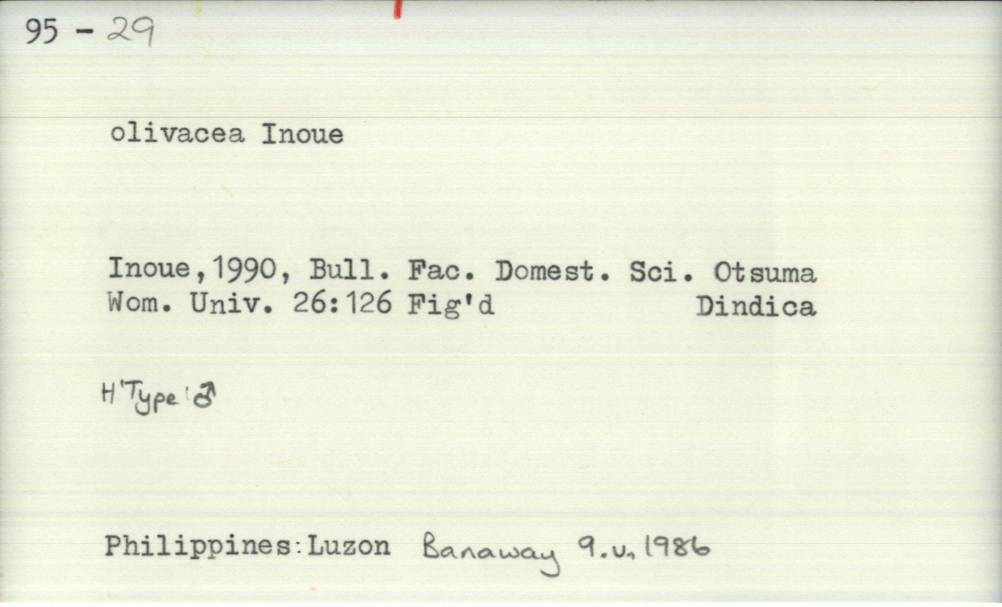 95 - 29
olivacea Inoue
Inoue,1990, Bull. Fac. Domest. Sci. Otsuma
Wom. Univ. 26:126 Fig'd Dindica
H'Type' ♂
Philippines:Luzon Banaway 9.v.1986